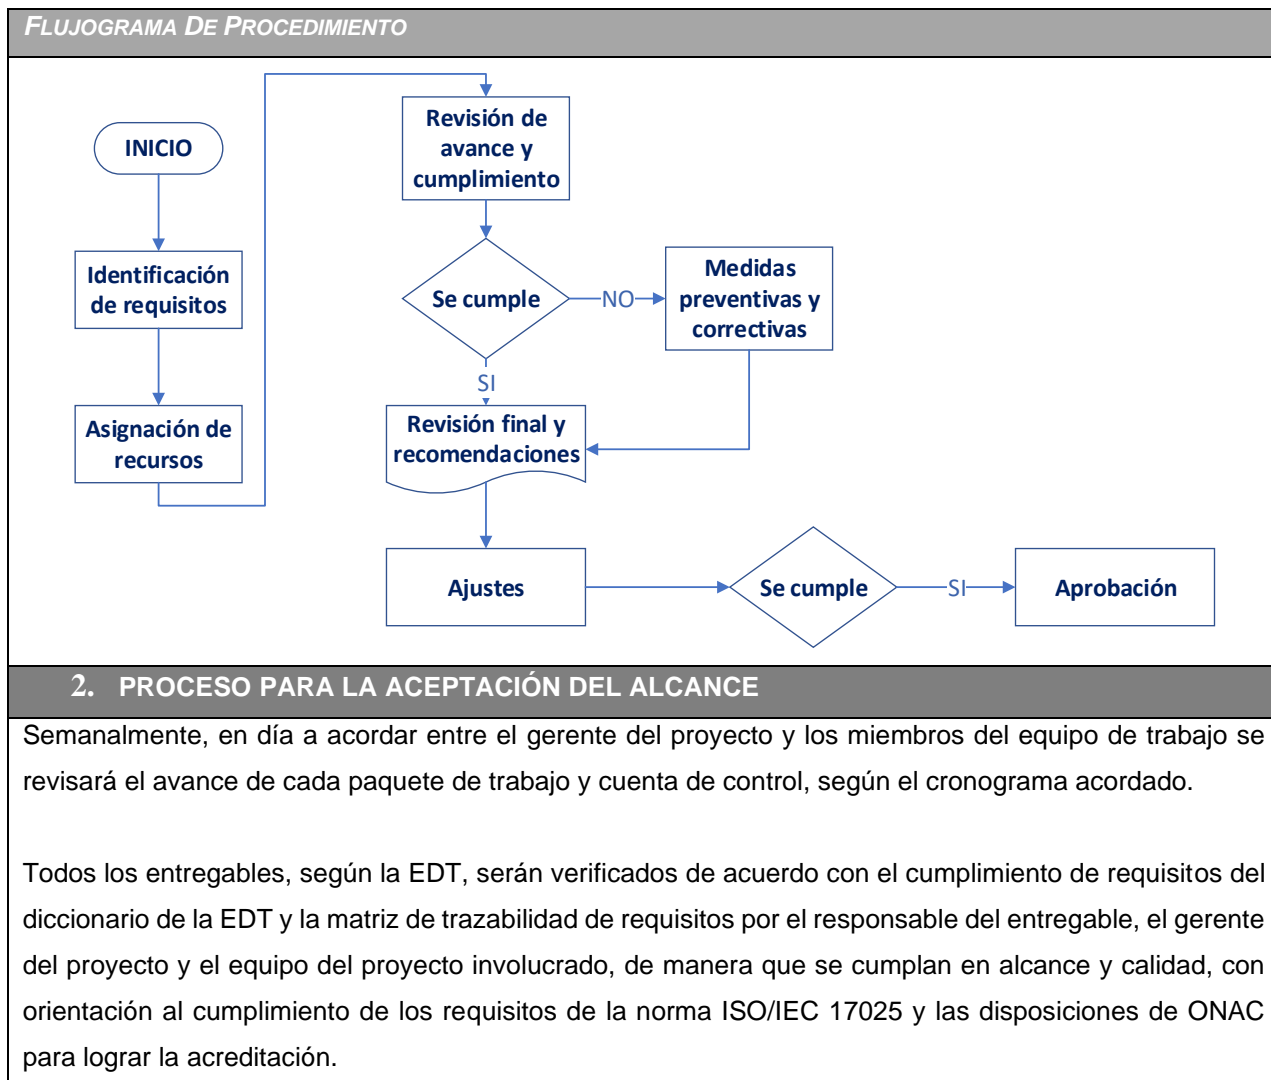 FLUJOGRAMA DE PROCEDIMIENTO
INICIO
Identificación
de requisitos
Asignación de
recursos
Revisión de
avance y
cumplimiento
Se cumple
NO
Medidas
preventivas y
correctivas
SI
Revisión final y
recomendaciones
Ajustes
Se cumple
SI
Aprobación
2. PROCESO PARA LA ACEPTACIÓN DEL ALCANCE
Semanalmente, en día a acordar entre el gerente del proyecto y los miembros del equipo de trabajo se
revisará el avance de cada paquete de trabajo y cuenta de control, según el cronograma acordado.
Todos los entregables, según la EDT, serán verificados de acuerdo con el cumplimiento de requisitos del
diccionario de la EDT y la matriz de trazabilidad de requisitos por el responsable del entregable, el gerente
del proyecto y el equipo del proyecto involucrado, de manera que se cumplan en alcance y calidad, con
orientación al cumplimiento de los requisitos de la norma ISO/IEC 17025 y las disposiciones de ONAC
para lograr la acreditación.